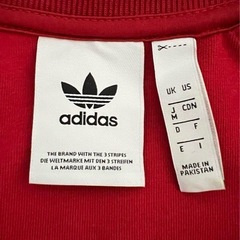 adidas
THE BRAND WITH THE 3 STRIPES
DIE WELTMARKE MIT DEN 3 STREIFEN
LA MARQUE AUX 3 BANDES
UK US
J CDN
M
D F
E I
MADE IN
PAKISTAN